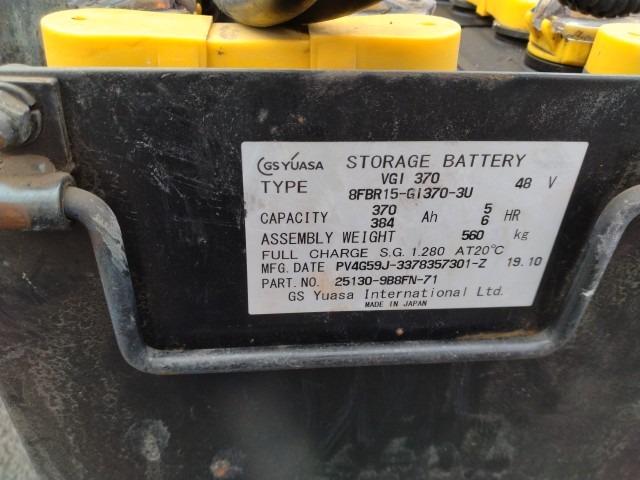 GS YUASA STORAGE BATTERY
TYPE VGI 370 48 V
8FBR15-GI370-3U
CAPACITY 370 Ah 5 HR
384 6
ASSEMBLY WEIGHT 560 kg
FULL CHARGE S.G. 1.280 AT20°C
MFG. DATE PV4G59J-3378357301-Z 19.10
PART. NO. 25130-9B8FN-71
GS Yuasa International Ltd.
MADE IN JAPAN